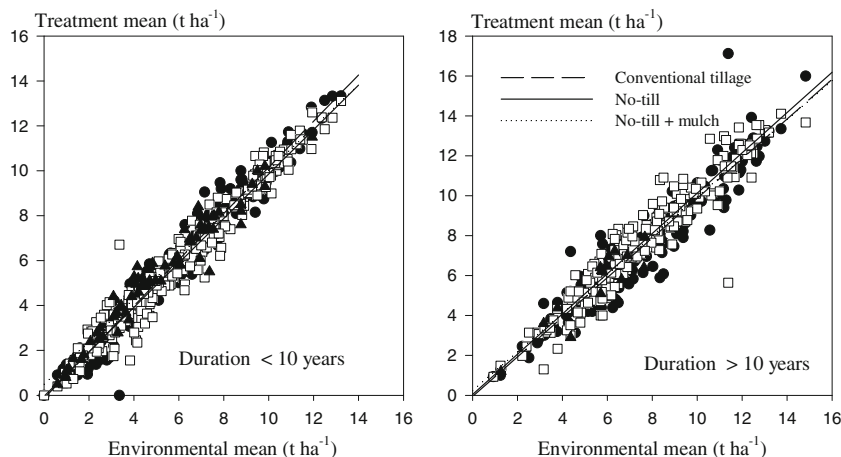 Treatment mean (t ha⁻¹)
16
14
12
10
8
6
4
2
0
0 2 4 6 8 10 12 14 16
Duration < 10 years
Environmental mean (t ha⁻¹)
Treatment mean (t ha⁻¹)
18
16
14
12
10
8
6
4
2
0
0 2 4 6 8 10 12 14 16
Conventional tillage
No-till
No-till + mulch
Duration > 10 years
Environmental mean (t ha⁻¹)